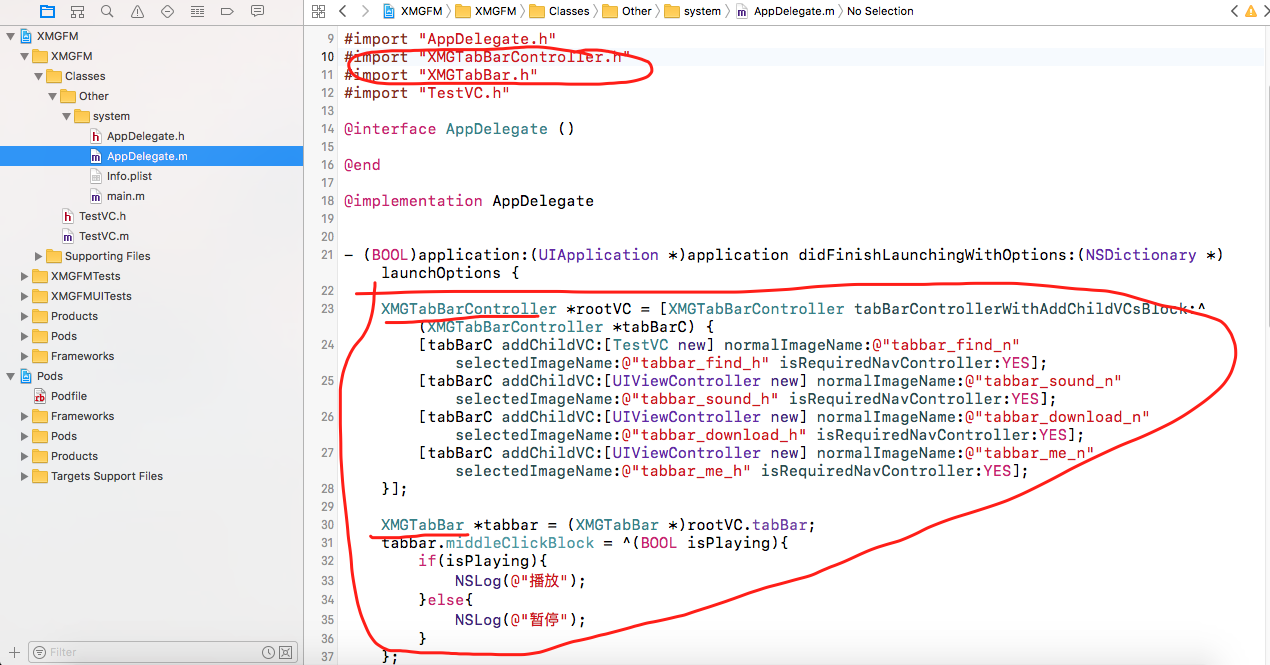 XMGFM 〉 XMGFM 〉 Classes 〉 Other 〉 system 〉 m AppDelegate.m 〉 No Selection
XMGFM
XMGFM
Classes
Other
system
h AppDelegate.h
m AppDelegate.m
Info.plist
m main.m
h TestVC.h
m TestVC.m
Supporting Files
XMGFMTests
XMGFMUITests
Products
Pods
Frameworks
Pods
rb Podfile
Frameworks
Pods
Products
Targets Support Files
Filter
9 #import "AppDelegate.h"
10 #import "XMGTabBarController.h"
11 #import "XMGTabBar.h"
12 #import "TestVC.h"
13
14 @interface AppDelegate ()
15
16 @end
17
18 @implementation AppDelegate
19
20
21 - (BOOL)application:(UIApplication *)application didFinishLaunchingWithOptions:(NSDictionary *)
launchOptions {
22
23 XMGTabBarController *rootVC = [XMGTabBarController tabBarControllerWithAddChildVCsBlock:^
(XMGTabBarController *tabBarC) {
24 [tabBarC addChildVC:[TestVC new] normalImageName:@"tabbar_find_n"
selectedImageName:@"tabbar_find_h" isRequiredNavController:YES];
25 [tabBarC addChildVC:[UIViewController new] normalImageName:@"tabbar_sound_n"
selectedImageName:@"tabbar_sound_h" isRequiredNavController:YES];
26 [tabBarC addChildVC:[UIViewController new] normalImageName:@"tabbar_download_n"
selectedImageName:@"tabbar_download_h" isRequiredNavController:YES];
27 [tabBarC addChildVC:[UIViewController new] normalImageName:@"tabbar_me_n"
selectedImageName:@"tabbar_me_h" isRequiredNavController:YES];
28 }];
29
30 XMGTabBar *tabbar = (XMGTabBar *)rootVC.tabBar;
31 tabbar.middleClickBlock = ^(BOOL isPlaying){
32 if(isPlaying){
33 NSLog(@"播放");
34 }else{
35 NSLog(@"暂停");
36 }
37 };